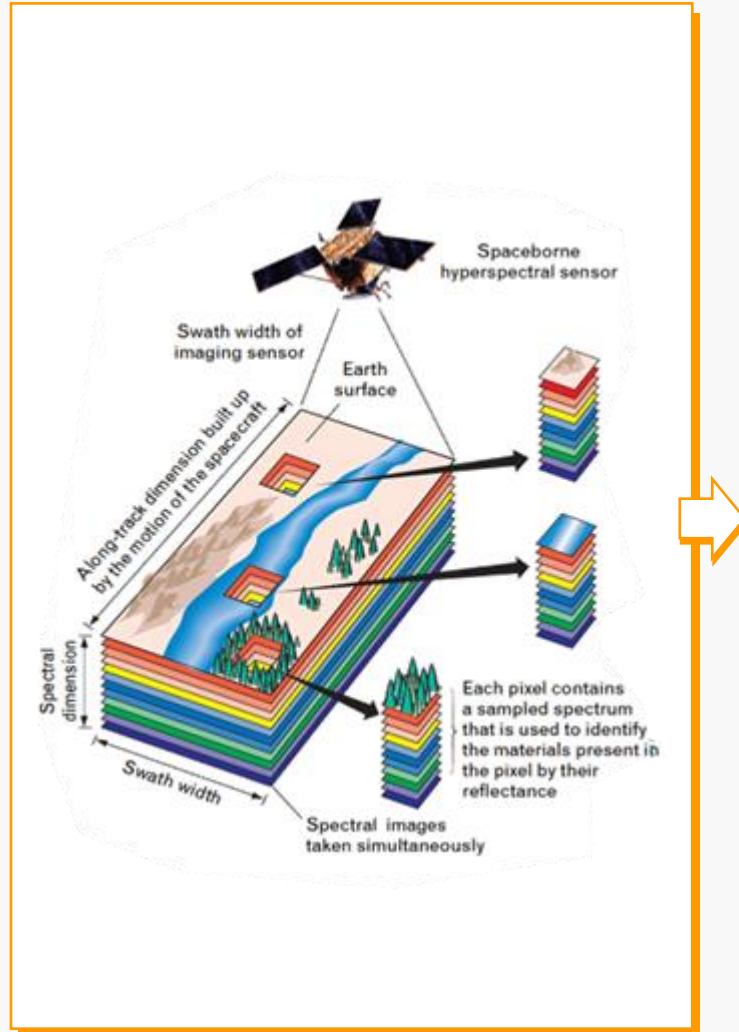 Spaceborne
hyperspectral sensor
Swath width of
imaging sensor
Earth
surface
Along-track dimension built up
by the motion of the spacecraft
Spectral
dimension
Swath width
Each pixel contains
a sampled spectrum
that is used to identify
the materials present in
the pixel by their
reflectance
Spectral images
taken simultaneously